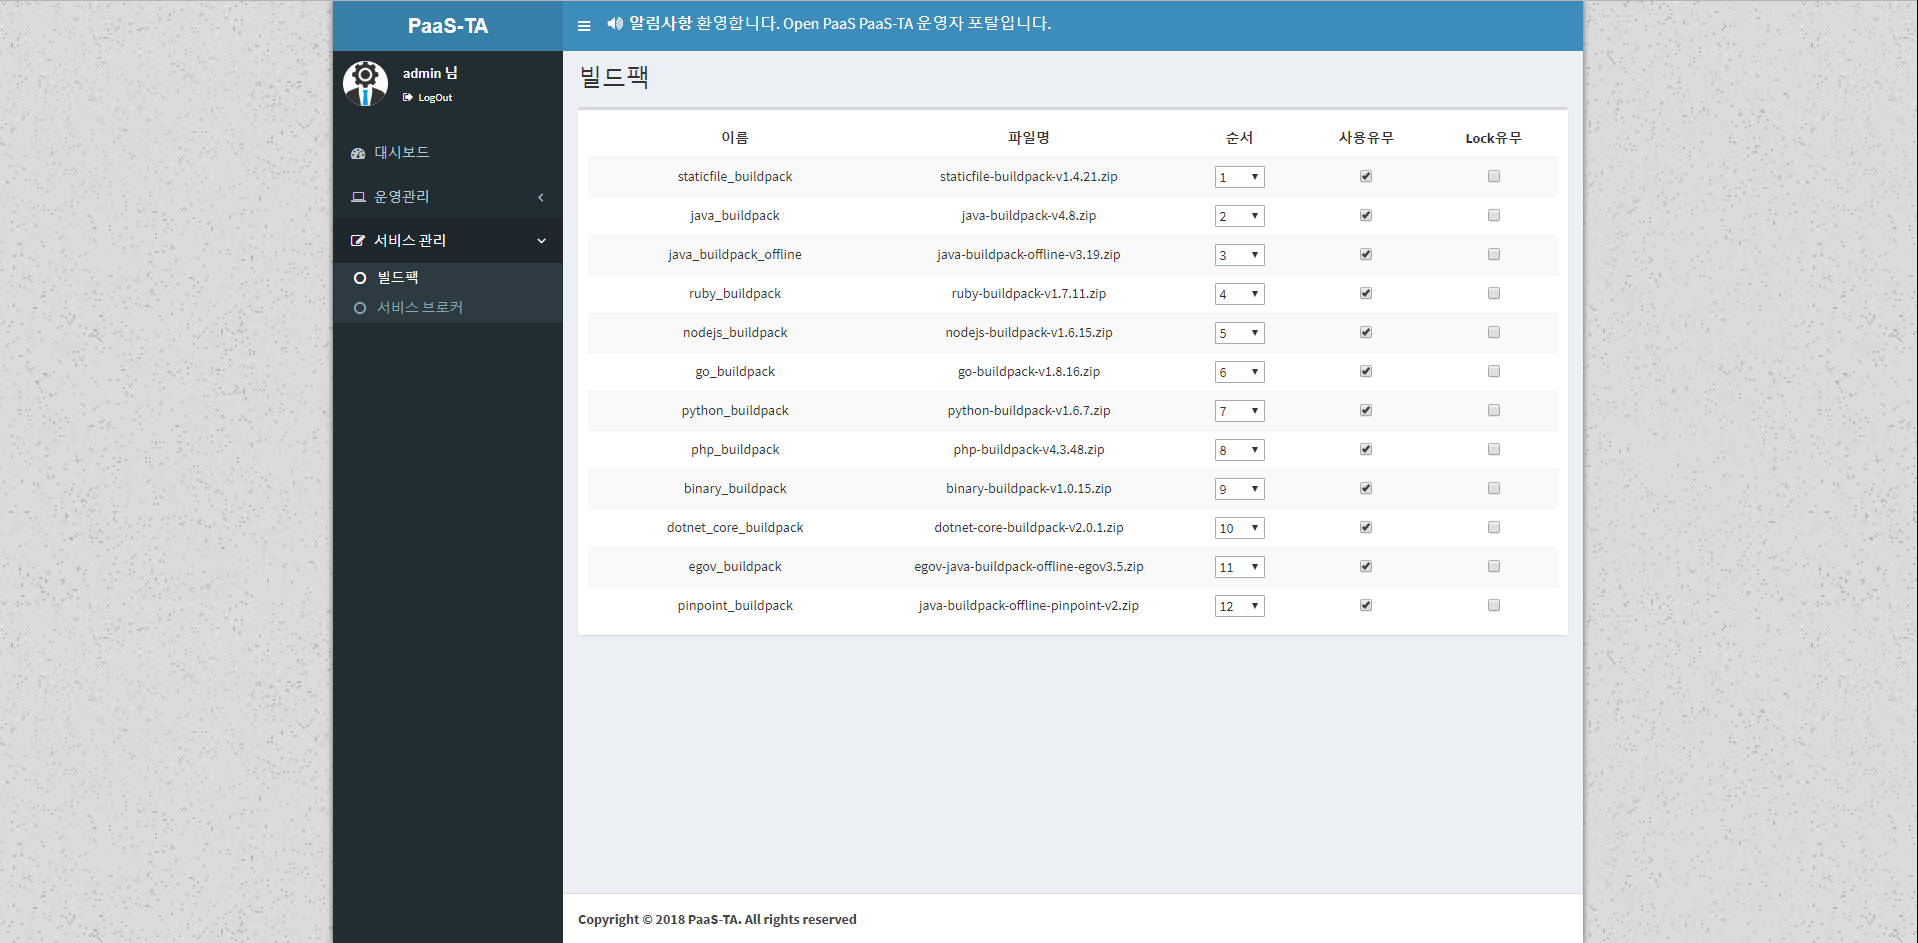 PaaS-TA
알림사항 환영합니다. Open PaaS PaaS-TA 운영자 포탈입니다.
admin 님
LogOut
대시보드
운영관리
서비스 관리
빌드팩
서비스 브로커
빌드팩
이름 파일명 순서 사용유무 Lock유무
staticfile_buildpack staticfile-buildpack-v1.4.21.zip 1
java_buildpack java-buildpack-v4.8.zip 2
java_buildpack_offline java-buildpack-offline-v3.19.zip 3
ruby_buildpack ruby-buildpack-v1.7.11.zip 4
nodejs_buildpack nodejs-buildpack-v1.6.15.zip 5
go_buildpack go-buildpack-v1.8.16.zip 6
python_buildpack python-buildpack-v1.6.7.zip 7
php_buildpack php-buildpack-v4.3.48.zip 8
binary_buildpack binary-buildpack-v1.0.15.zip 9
dotnet_core_buildpack dotnet-core-buildpack-v2.0.1.zip 10
egov_buildpack egov-java-buildpack-offline-egov3.5.zip 11
pinpoint_buildpack java-buildpack-offline-pinpoint-v2.zip 12
Copyright © 2018 PaaS-TA. All rights reserved